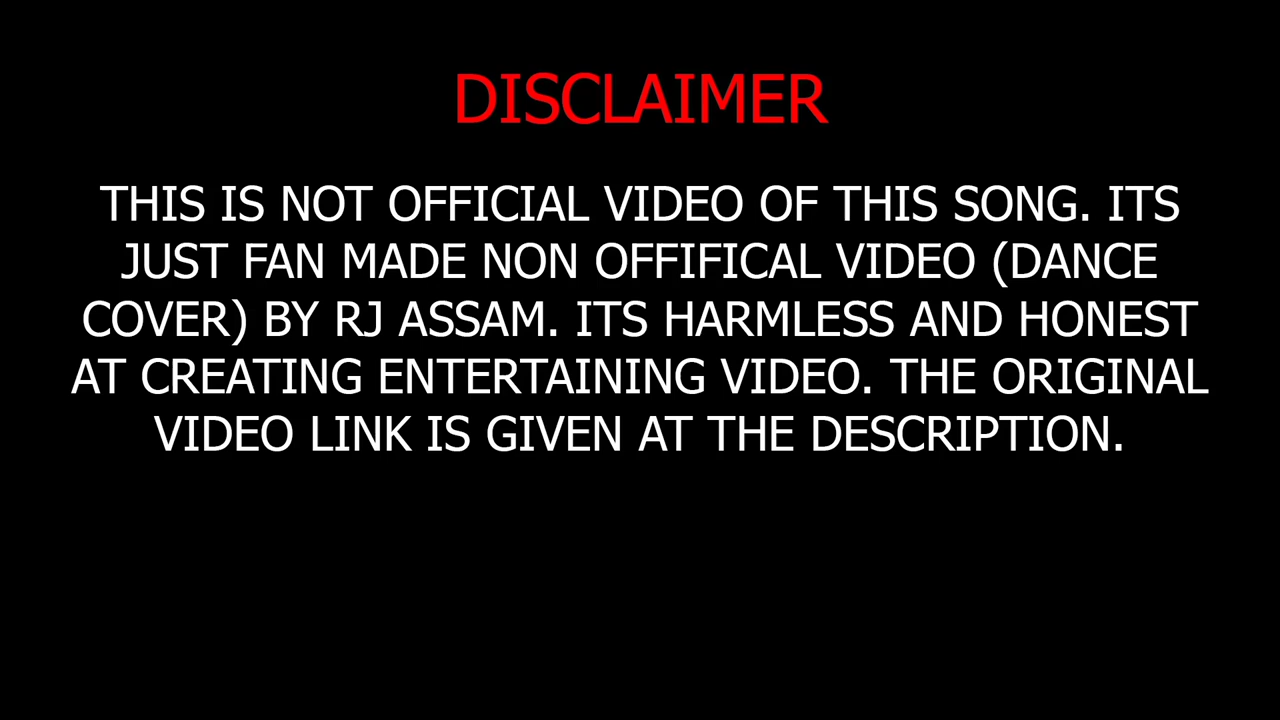 DISCLAIMER
THIS IS NOT OFFICIAL VIDEO OF THIS SONG. ITS
JUST FAN MADE NON OFFIFICAL VIDEO (DANCE
COVER) BY RJ ASSAM. ITS HARMLESS AND HONEST
AT CREATING ENTERTAINING VIDEO. THE ORIGINAL
VIDEO LINK IS GIVEN AT THE DESCRIPTION.